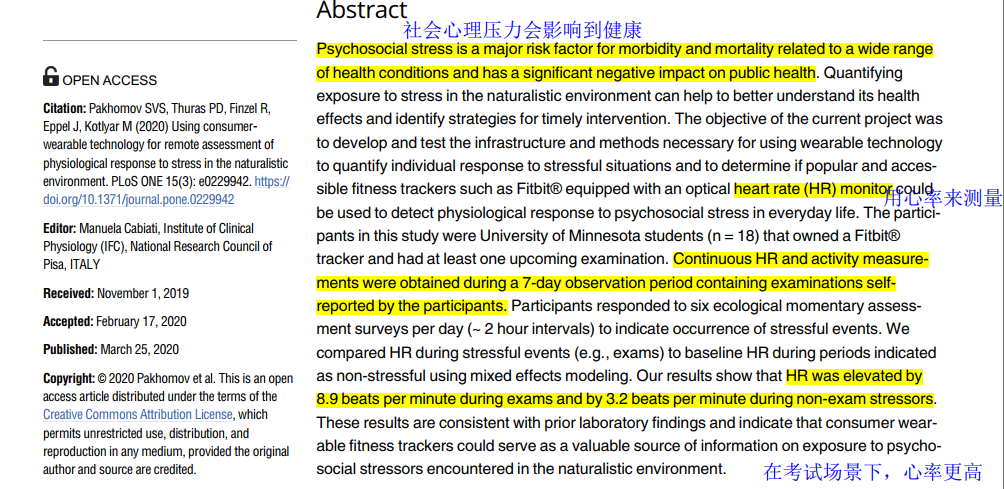 Abstract
社会心理压力会影响到健康
Psychosocial stress is a major risk factor for morbidity and mortality related to a wide range
of health conditions and has a significant negative impact on public health. Quantifying
exposure to stress in the naturalistic environment can help to better understand its health
effects and identify strategies for timely intervention. The objective of the current project was
to develop and test the infrastructure and methods necessary for using wearable technology
to quantify individual response to stressful situations and to determine if popular and acces-
sible fitness trackers such as Fitbit® equipped with an optical heart rate (HR) monitor could
用心率来测量
be used to detect physiological response to psychosocial stress in everyday life. The partici-
pants in this study were University of Minnesota students (n = 18) that owned a Fitbit®
tracker and had at least one upcoming examination. Continuous HR and activity measure-
ments were obtained during a 7-day observation period containing examinations self-
reported by the participants. Participants responded to six ecological momentary assess-
ment surveys per day (~ 2 hour intervals) to indicate occurrence of stressful events. We
compared HR during stressful events (e.g., exams) to baseline HR during periods indicated
as non-stressful using mixed effects modeling. Our results show that HR was elevated by
8.9 beats per minute during exams and by 3.2 beats per minute during non-exam stressors.
These results are consistent with prior laboratory findings and indicate that consumer wear-
able fitness trackers could serve as a valuable source of information on exposure to psycho-
social stressors encountered in the naturalistic environment.
在考试场景下，心率更高
OPEN ACCESS
Citation: Pakhomov SVS, Thuras PD, Finzel R,
Eppel J, Kotlyar M (2020) Using consumer-
wearable technology for remote assessment of
physiological response to stress in the naturalistic
environment. PLoS ONE 15(3): e0229942. https://
doi.org/10.1371/journal.pone.0229942
Editor: Manuela Cabiati, Institute of Clinical
Physiology (IFC), National Research Council of
Pisa, ITALY
Received: November 1, 2019
Accepted: February 17, 2020
Published: March 25, 2020
Copyright: © 2020 Pakhomov et al. This is an open
access article distributed under the terms of the
Creative Commons Attribution License, which
permits unrestricted use, distribution, and
reproduction in any medium, provided the original
author and source are credited.